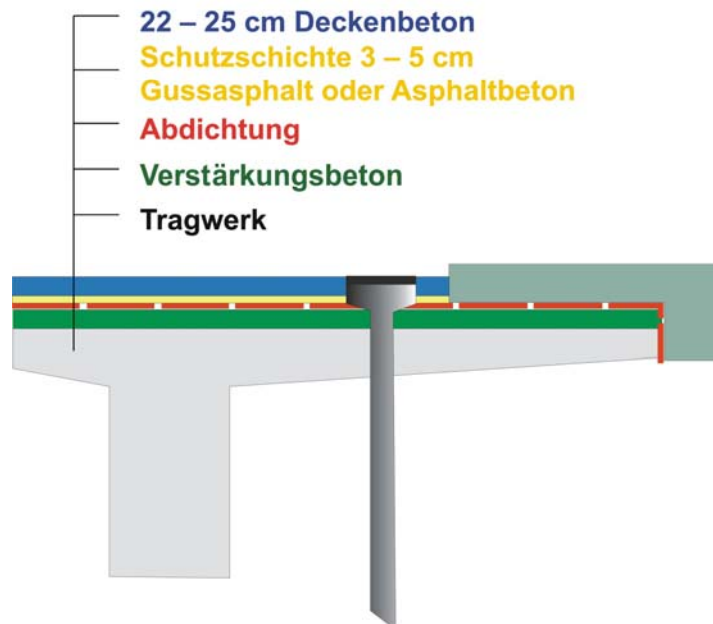 22 – 25 cm Deckenbeton
Schutzschichte 3 – 5 cm
Gussasphalt oder Asphaltbeton
Abdichtung
Verstärkungsbeton
Tragwerk